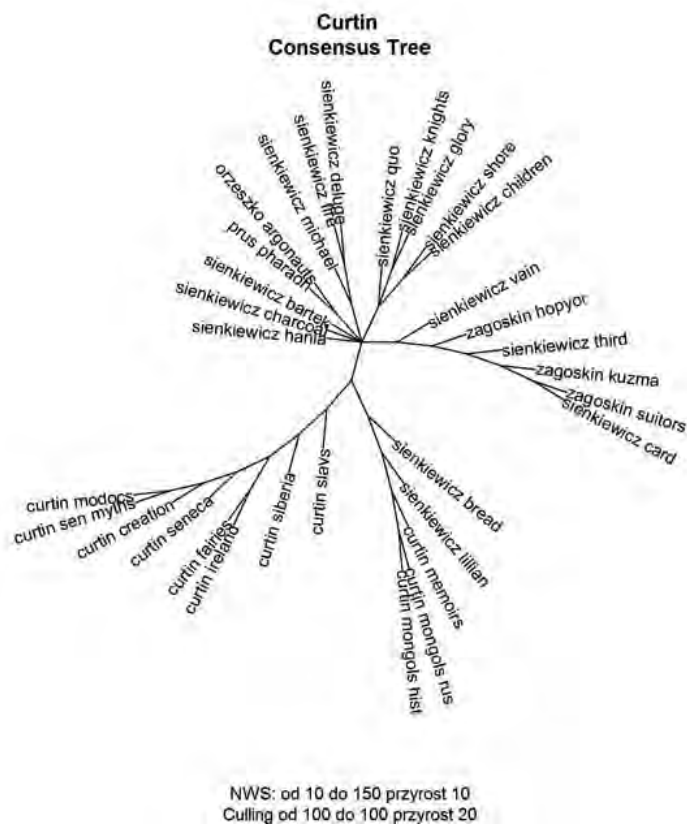 Curtin
Consensus Tree
sienkiewicz deluge
sienkiewicz fire
sienkiewicz michael
orzeszko argonauts
prus pharaoh
sienkiewicz bartek
sienkiewicz charcoal
sienkiewicz hania
sienkiewicz quo
sienkiewicz knights
sienkiewicz glory
sienkiewicz shore
sienkiewicz children
sienkiewicz vain
zagoskin hopyor
sienkiewicz third
zagoskin kuzma
zagoskin suitors
sienkiewicz card
curtin modocs
curtin sen myths
curtin creation
curtin seneca
curtin fairies
curtin ireland
curtin siberia
curtin slavs
sienkiewicz bread
sienkiewicz lillian
curtin memoirs
curtin mongols rus
curtin mongols hist
NWS: od 10 do 150 przyrost 10
Culling od 100 do 100 przyrost 20